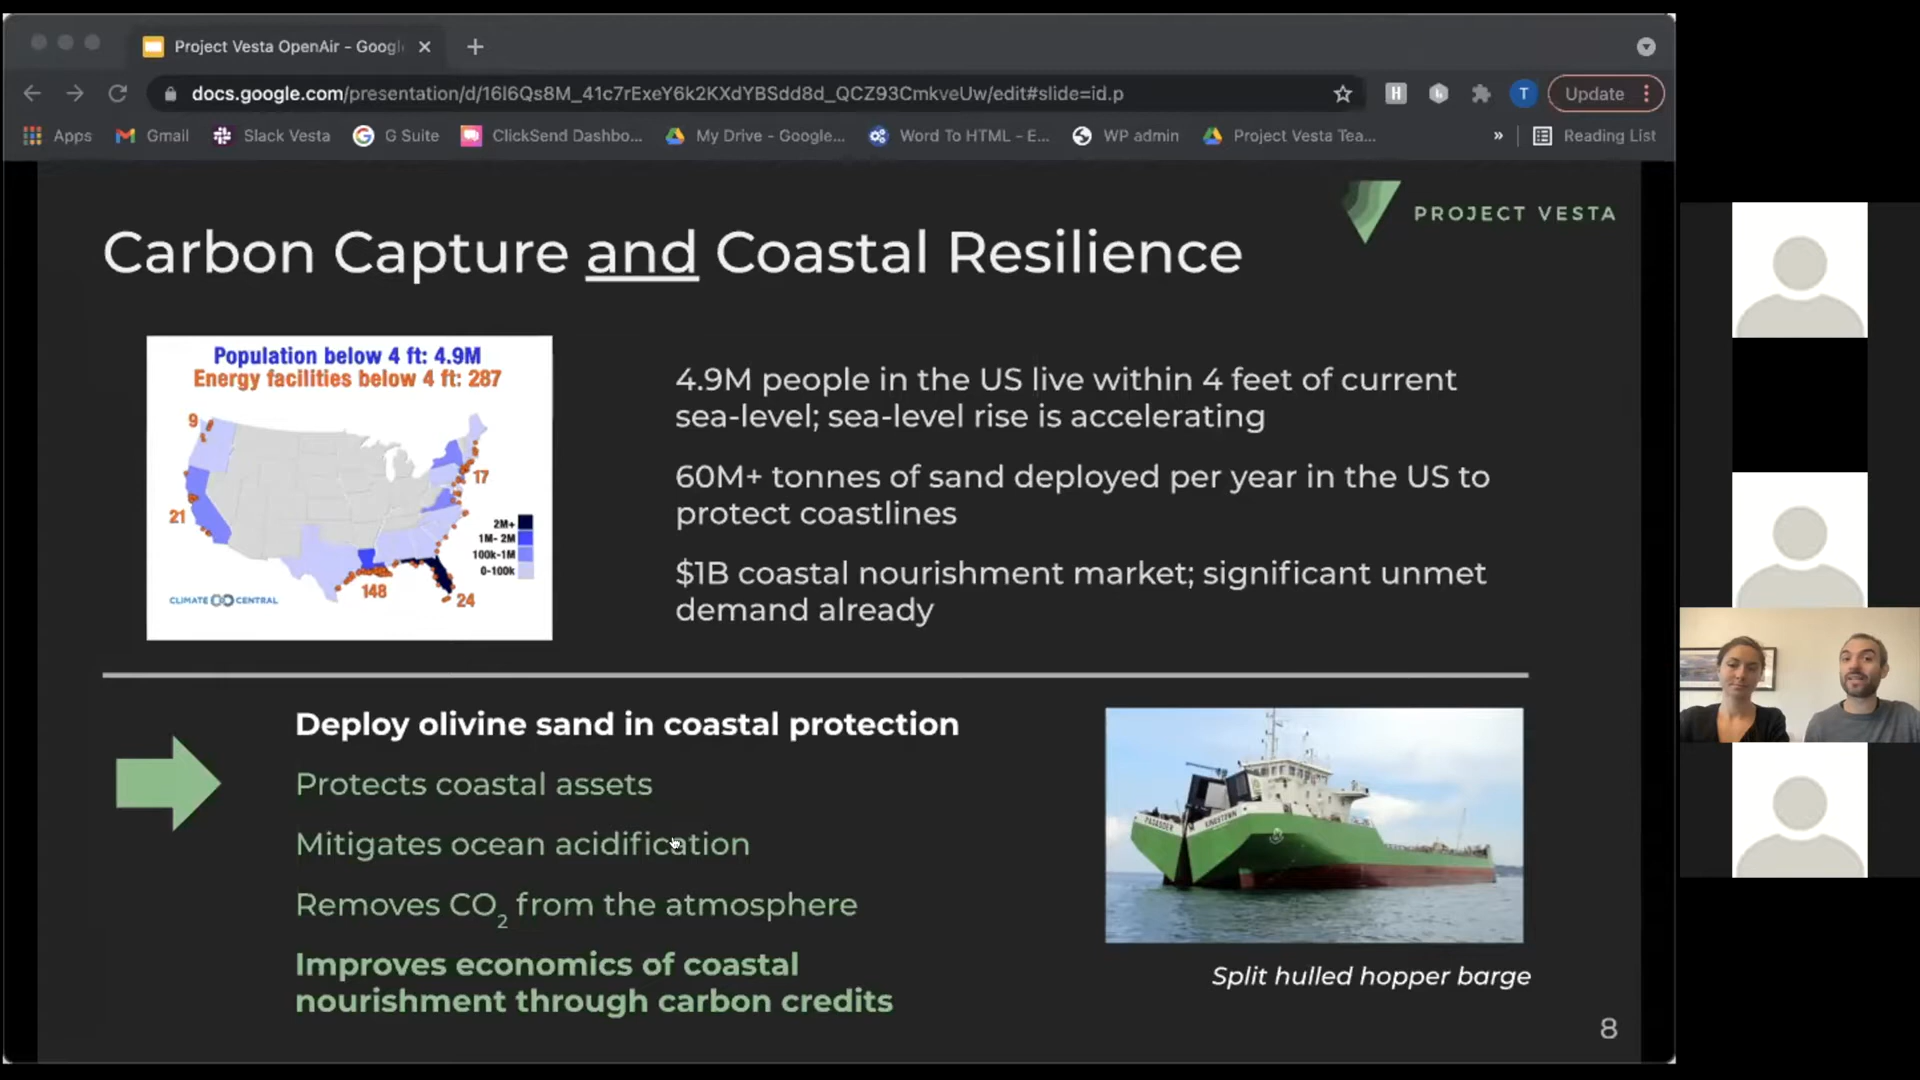 Project Vesta OpenAir - Googl
docs.google.com/presentation/d/16I6Qs8M_41c7rExeY6k2KXdYBSdd8d_QCZ93CmkveUw/edit#slide=id.p
H
T
Update
Apps
Gmail
Slack Vesta
G Suite
ClickSend Dashbo...
My Drive - Google...
Word To HTML - E...
WP admin
Project Vesta Tea...
»
Reading List
PROJECT VESTA
Carbon Capture and Coastal Resilience
Population below 4 ft: 4.9M
Energy facilities below 4 ft: 287
9
17
21
2M+
1M- 2M
100k-1M
0-100k
148
24
CLIMATE CENTRAL
4.9M people in the US live within 4 feet of current
sea-level; sea-level rise is accelerating
60M+ tonnes of sand deployed per year in the US to
protect coastlines
$1B coastal nourishment market; significant unmet
demand already
Deploy olivine sand in coastal protection
Protects coastal assets
Mitigates ocean acidification
Removes CO2 from the atmosphere
Improves economics of coastal
nourishment through carbon credits
Split hulled hopper barge
8